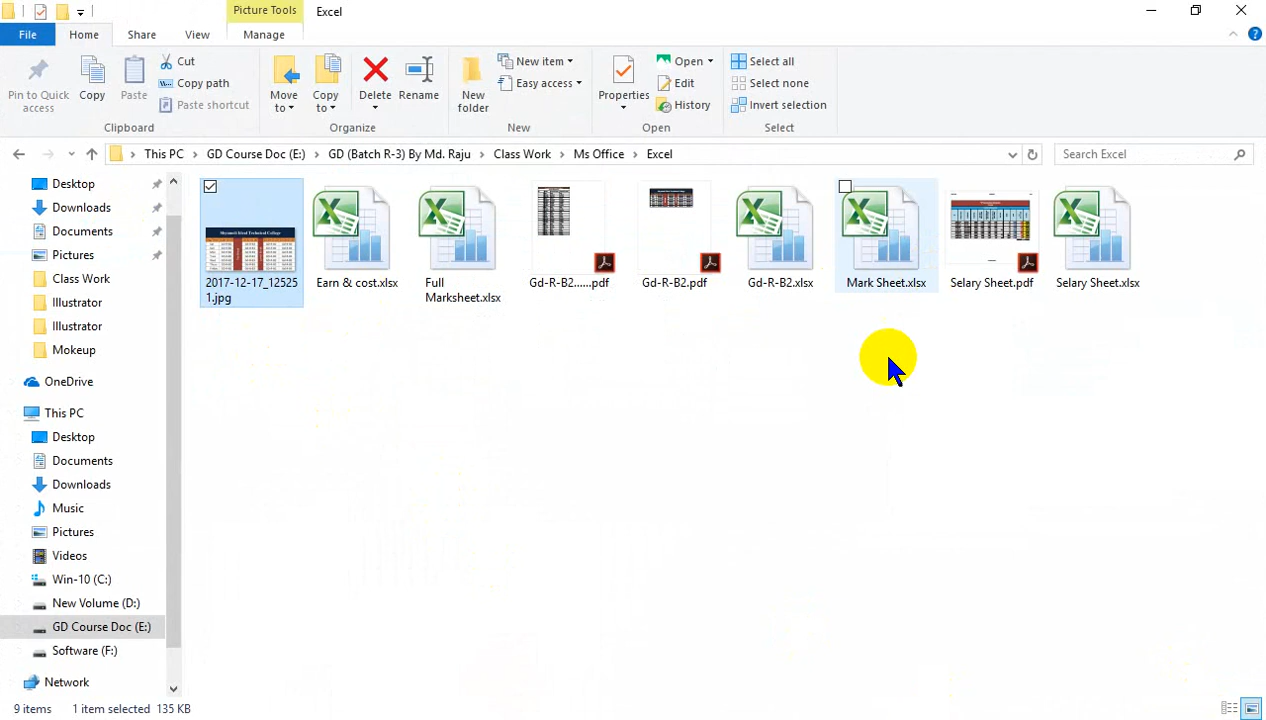 Picture Tools
Excel
File
Home
Share
View
Manage
Pin to Quick
access
Copy
Paste
Cut
Copy path
Paste shortcut
Clipboard
Move
to
Copy
to
Delete
Rename
Organize
New
folder
New item
Easy access
New
Properties
Open
Edit
History
Open
Select all
Select none
Invert selection
Select
This PC
GD Course Doc (E:)
GD (Batch R-3) By Md. Raju
Class Work
Ms Office
Excel
Search Excel
Desktop
Downloads
Documents
Pictures
Class Work
Illustrator
Illustrator
Mokeup
OneDrive
This PC
Desktop
Documents
Downloads
Music
Pictures
Videos
Win-10 (C:)
New Volume (D:)
GD Course Doc (E:)
Software (F:)
Network
2017-12-17_12525
1.jpg
Earn & cost.xlsx
Full
Marksheet.xlsx
Gd-R-B2......pdf
Gd-R-B2.pdf
Gd-R-B2.xlsx
Mark Sheet.xlsx
Selary Sheet.pdf
Selary Sheet.xlsx
9 items
1 item selected 135 KB